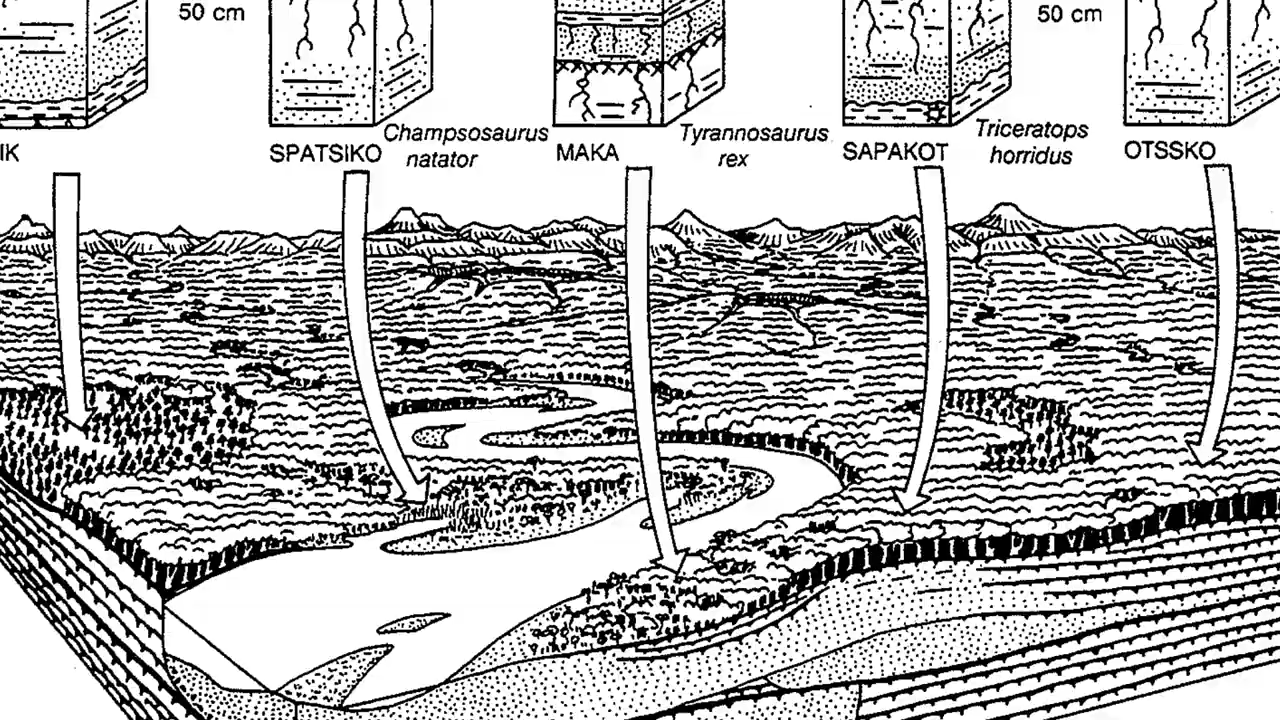 50 cm
50 cm
IK
SPATSIKO
Champsosaurus
natator
MAKA
Tyrannosaurus
rex
SAPAKOT
Triceratops
horridus
OTSSKO